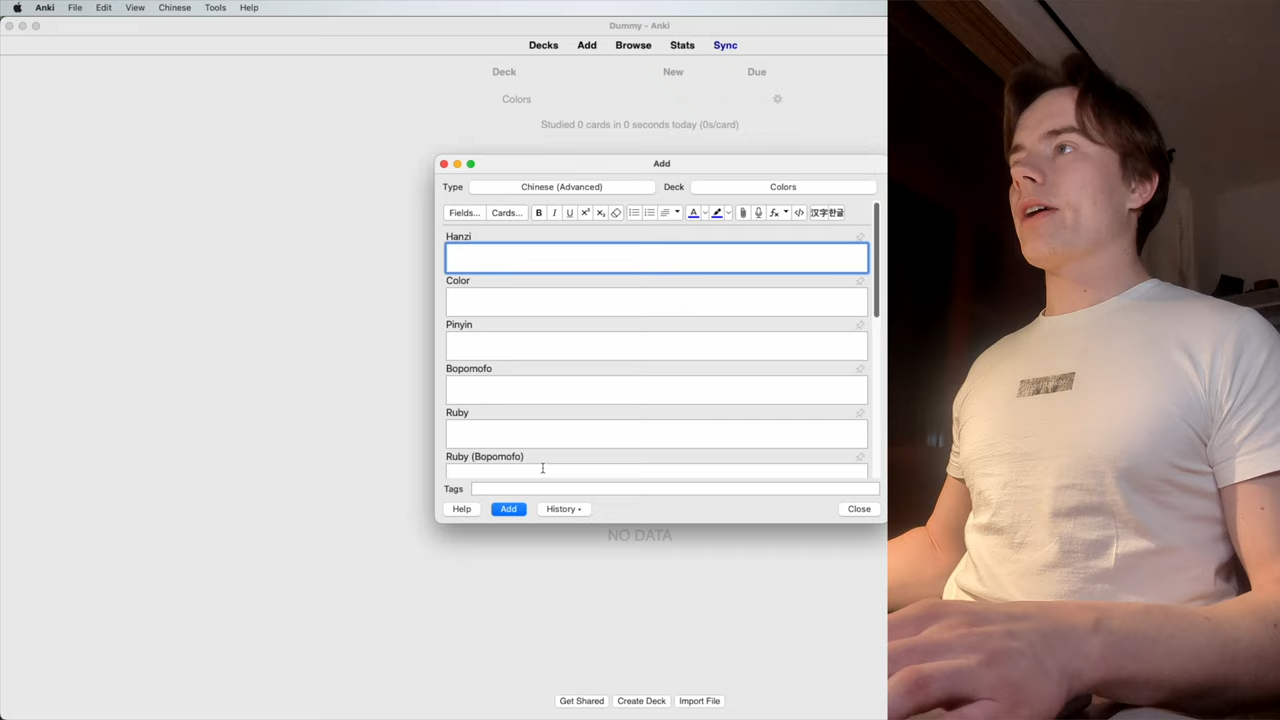 Anki File Edit View Chinese Tools Help
Dummy - Anki
Decks Add Browse Stats Sync
Deck New Due
Colors
Studied 0 cards in 0 seconds today (0s/card)
Add
Type Chinese (Advanced) Deck Colors
Fields... Cards... B I U x² x₂ A fx </> 汉字 한글
Hanzi
Color
Pinyin
Bopomofo
Ruby
Ruby (Bopomofo)
Tags
Help Add History Close
NO DATA
Get Shared Create Deck Import File